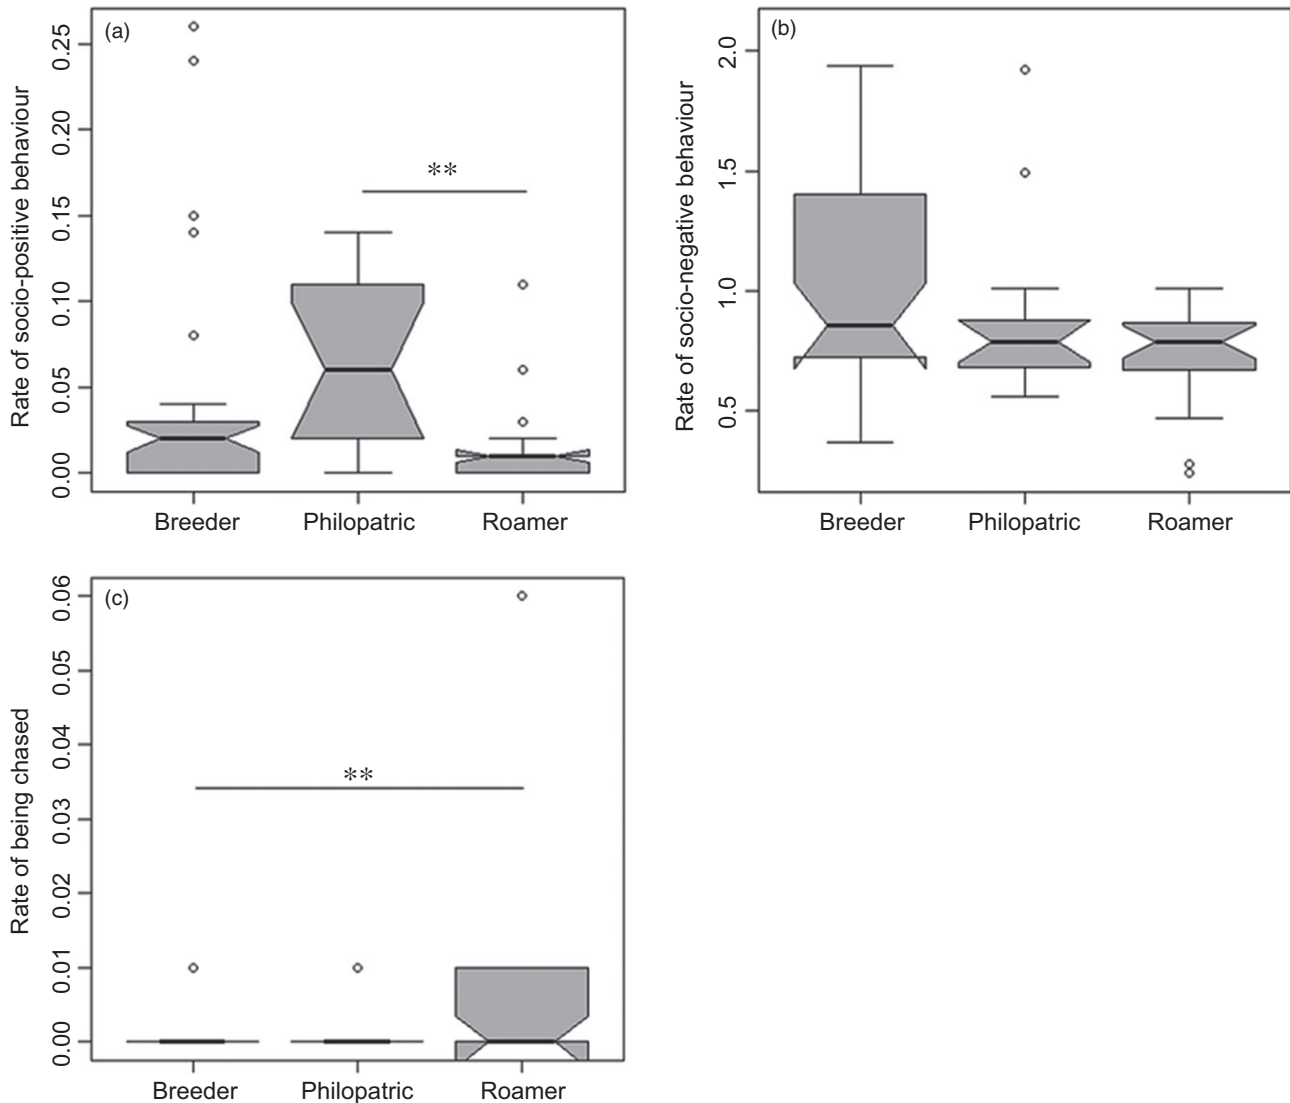 (a)
Rate of socio-positive behaviour
0.25
0.20
0.15
0.10
0.05
0.00
**
Breeder
Philopatric
Roamer
(b)
Rate of socio-negative behaviour
2.0
1.5
1.0
0.5
Breeder
Philopatric
Roamer
(c)
Rate of being chased
0.06
0.05
0.04
0.03
0.02
0.01
0.00
**
Breeder
Philopatric
Roamer